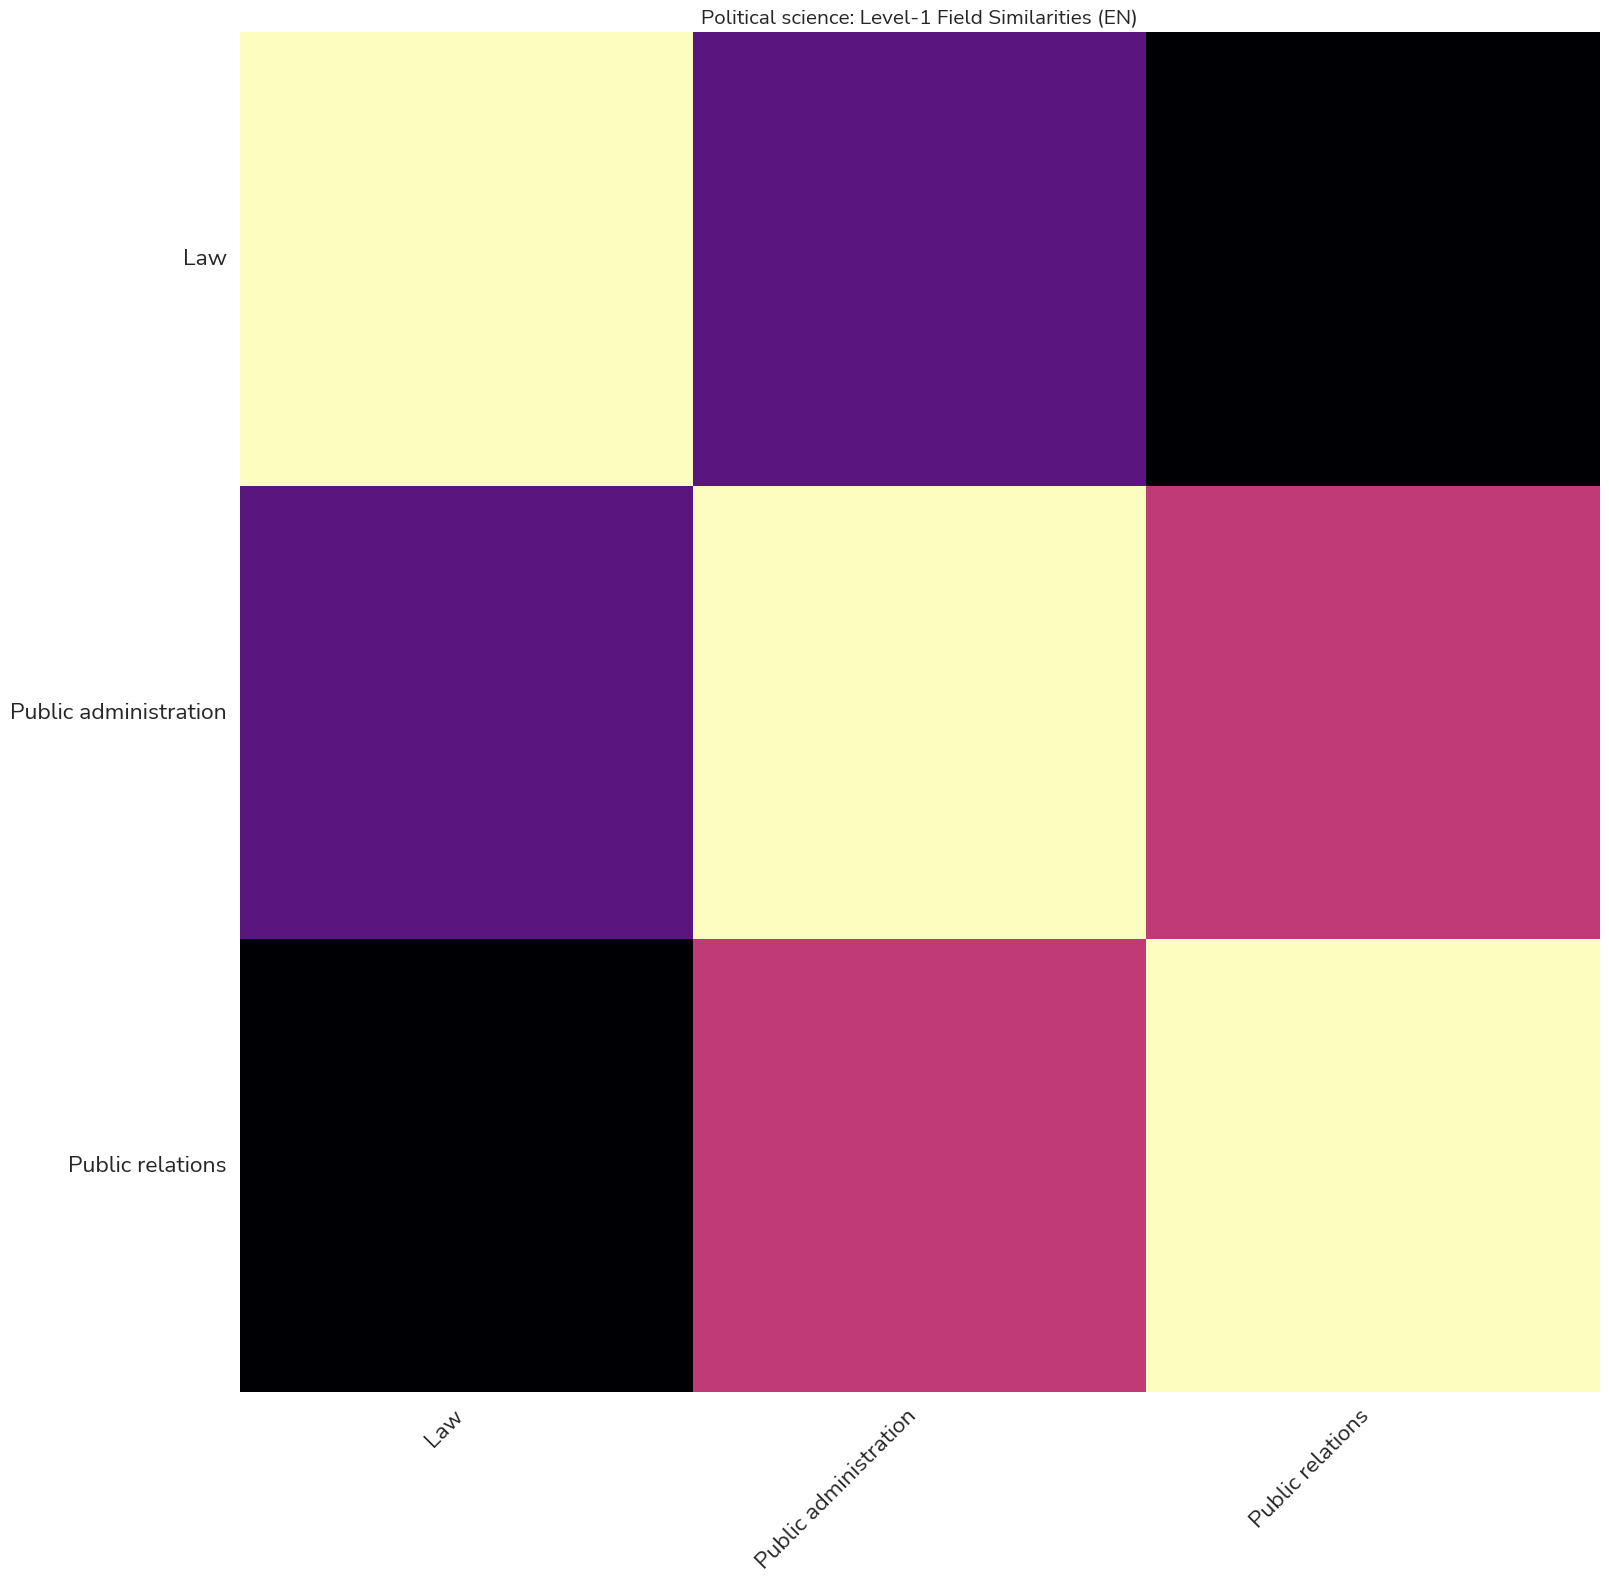 Political science: Level-1 Field Similarities (EN)
Law
Public administration
Public relations
Law
Public administration
Public relations